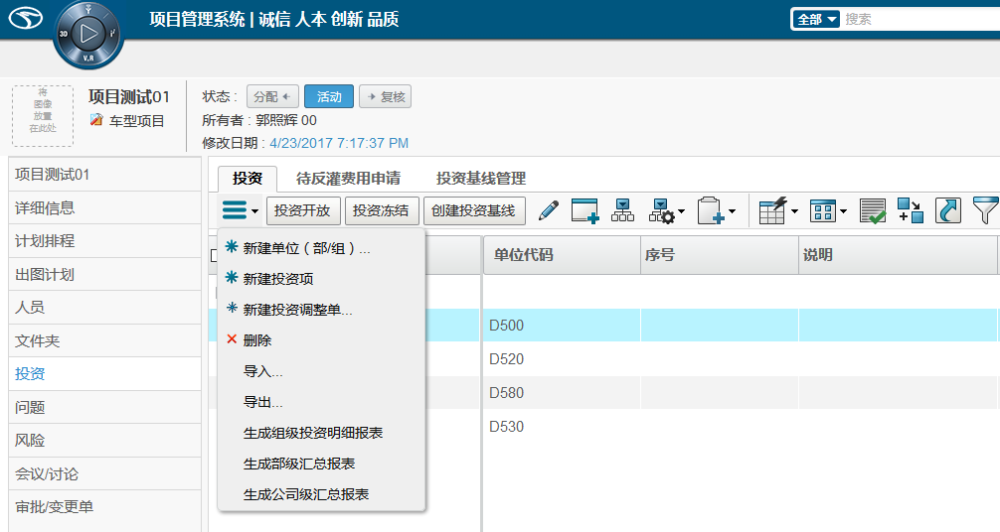 3D
V.R
项目管理系统 | 诚信 人本 创新 品质
全部
搜索
将
图像
放置
在此处
项目测试01
车型项目
状态 :
分配
活动
复核
所有者 : 郭照辉 00
修改日期 : 4/23/2017 7:17:37 PM
项目测试01
详细信息
计划排程
出图计划
人员
文件夹
投资
问题
风险
会议/讨论
审批/变更单
投资
待反灌费用申请
投资基线管理
投资开放
投资冻结
创建投资基线
新建单位（部/组）...
新建投资项
新建投资调整单...
删除
导入...
导出...
生成组级投资明细报表
生成部级汇总报表
生成公司级汇总报表
单位代码
序号
说明
D500
D520
D580
D530